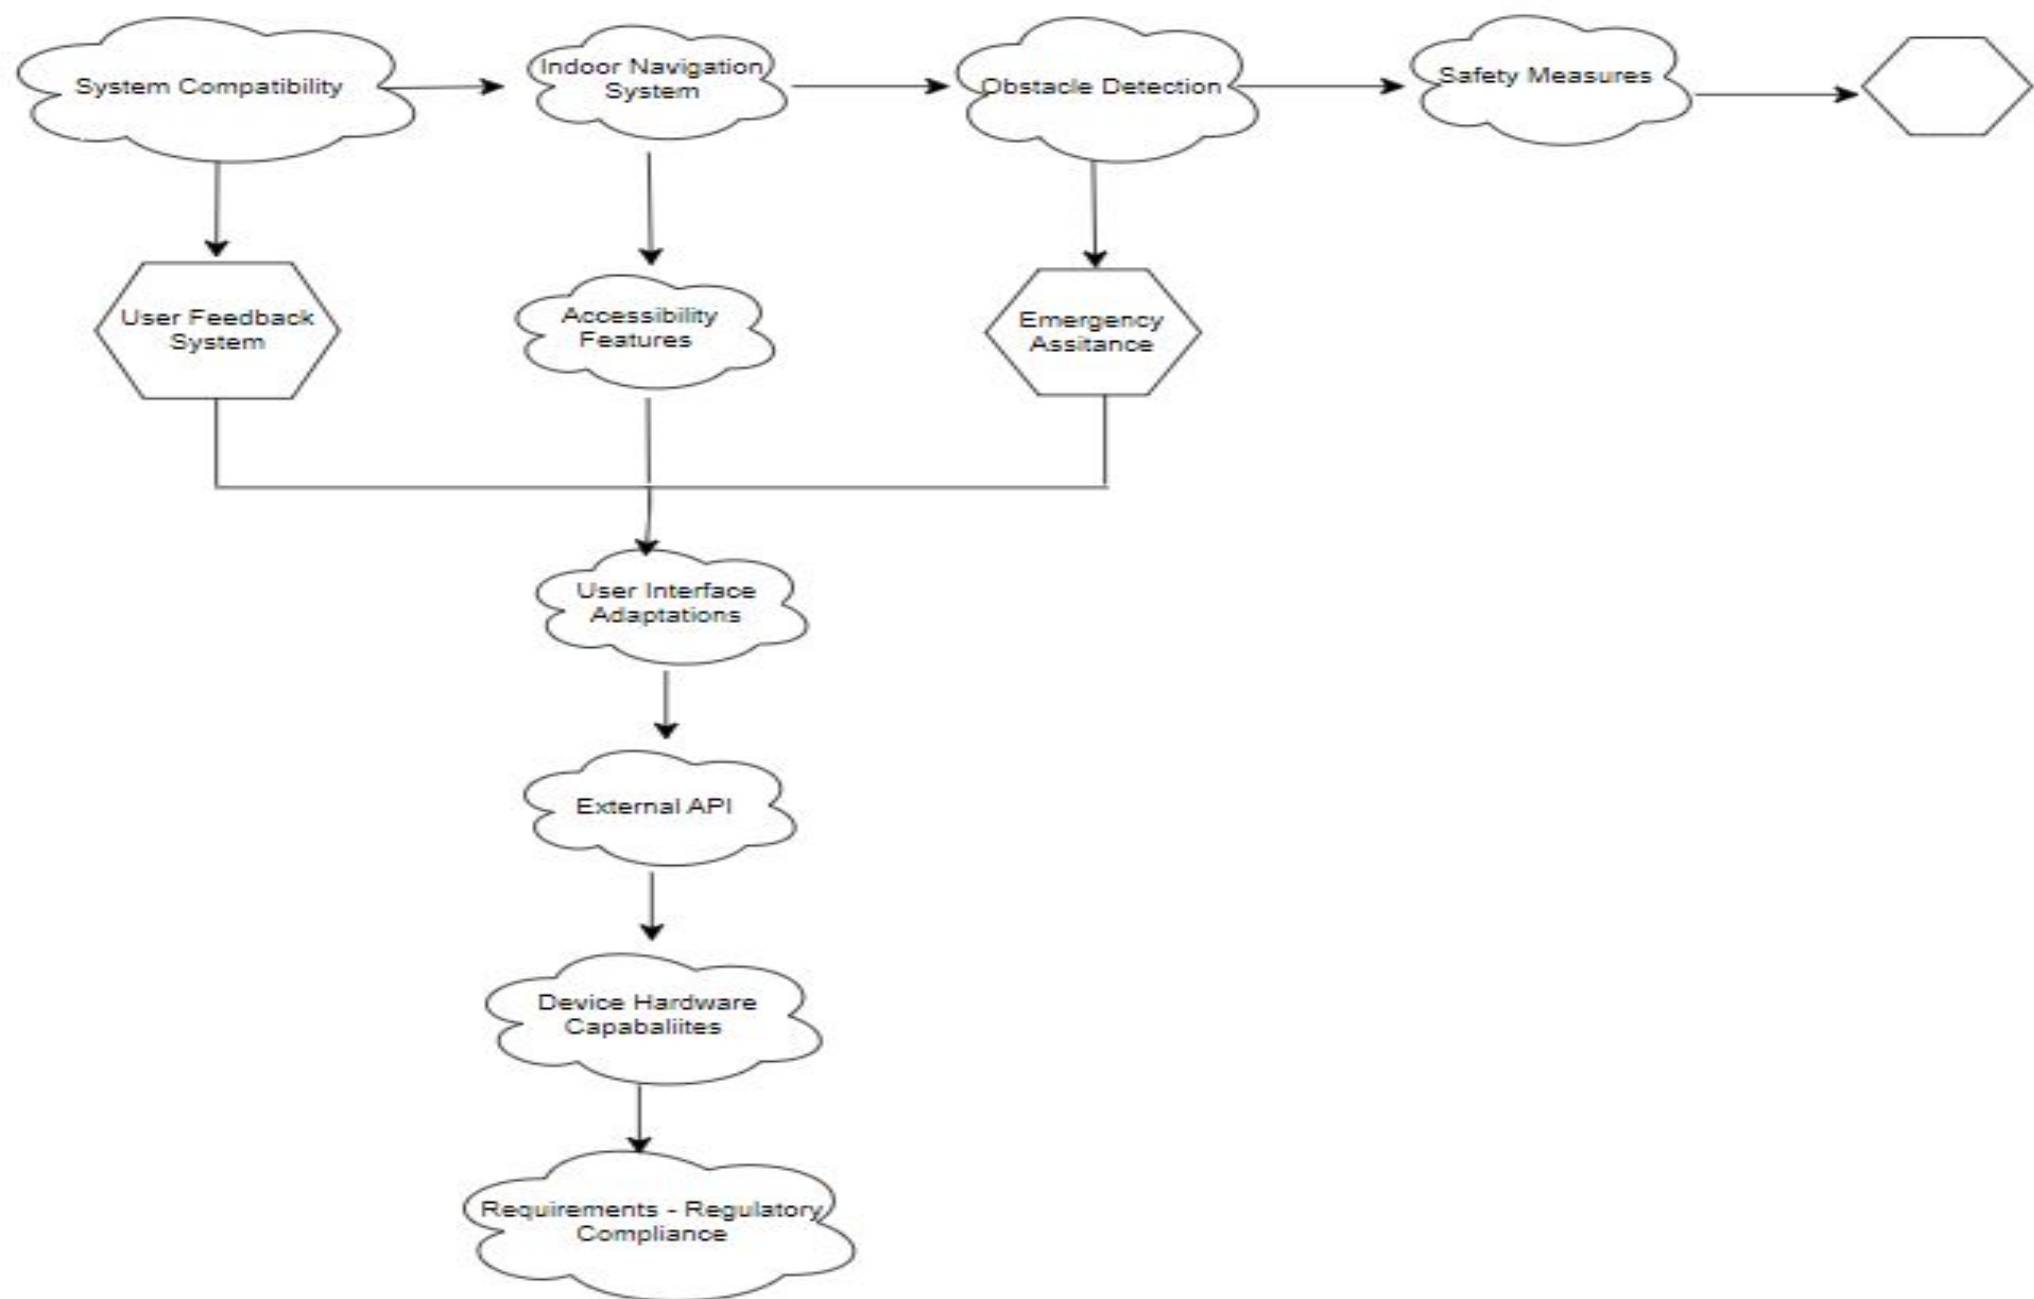 System Compatibility
Indoor Navigation
System
Obstacle Detection
Safety Measures
User Feedback
System
Accessibility
Features
Emergency
Assitance
User Interface
Adaptations
External API
Device Hardware
Capabaliites
Requirements - Regulatory
Compliance